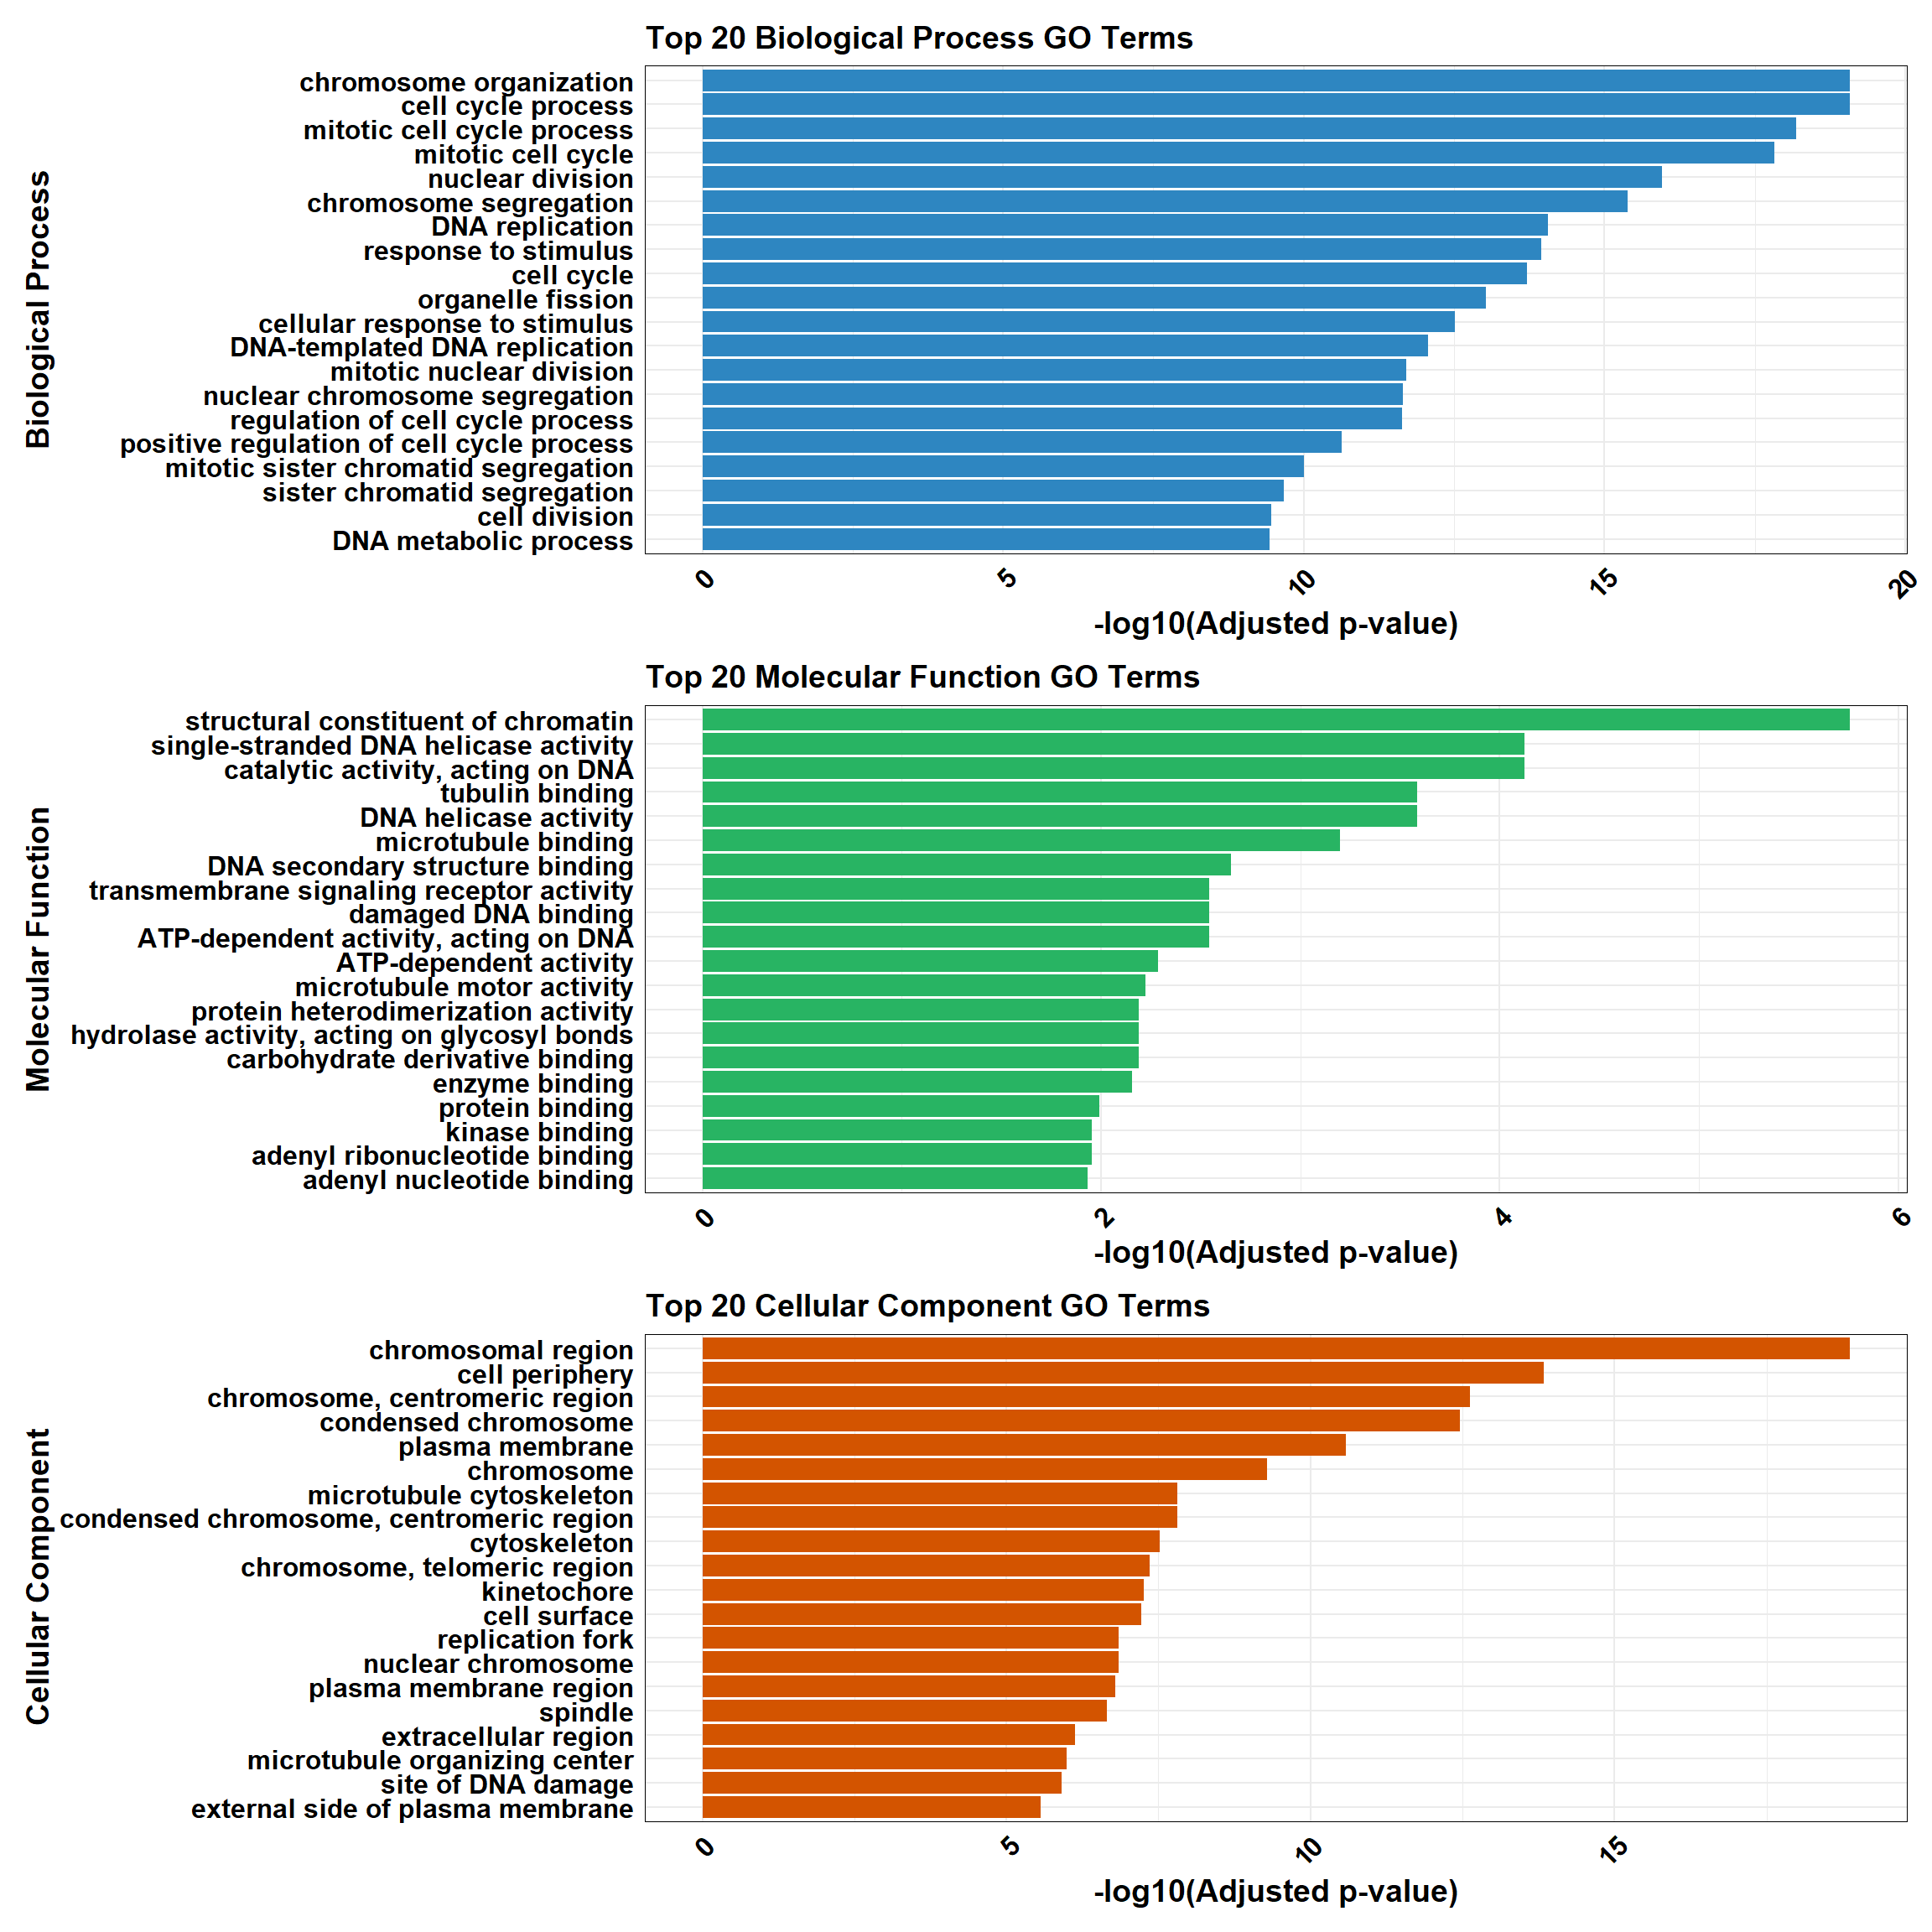 Top 20 Biological Process GO Terms
Biological Process
chromosome organization
cell cycle process
mitotic cell cycle process
mitotic cell cycle
nuclear division
chromosome segregation
DNA replication
response to stimulus
cell cycle
organelle fission
cellular response to stimulus
DNA-templated DNA replication
mitotic nuclear division
nuclear chromosome segregation
regulation of cell cycle process
positive regulation of cell cycle process
mitotic sister chromatid segregation
sister chromatid segregation
cell division
DNA metabolic process
0 5 10 15 20
-log10(Adjusted p-value)
Top 20 Molecular Function GO Terms
Molecular Function
structural constituent of chromatin
single-stranded DNA helicase activity
catalytic activity, acting on DNA
tubulin binding
DNA helicase activity
microtubule binding
DNA secondary structure binding
transmembrane signaling receptor activity
damaged DNA binding
ATP-dependent activity, acting on DNA
ATP-dependent activity
microtubule motor activity
protein heterodimerization activity
hydrolase activity, acting on glycosyl bonds
carbohydrate derivative binding
enzyme binding
protein binding
kinase binding
adenyl ribonucleotide binding
adenyl nucleotide binding
0 2 4 6
-log10(Adjusted p-value)
Top 20 Cellular Component GO Terms
Cellular Component
chromosomal region
cell periphery
chromosome, centromeric region
condensed chromosome
plasma membrane
chromosome
microtubule cytoskeleton
condensed chromosome, centromeric region
cytoskeleton
chromosome, telomeric region
kinetochore
cell surface
replication fork
nuclear chromosome
plasma membrane region
spindle
extracellular region
microtubule organizing center
site of DNA damage
external side of plasma membrane
0 5 10 15
-log10(Adjusted p-value)